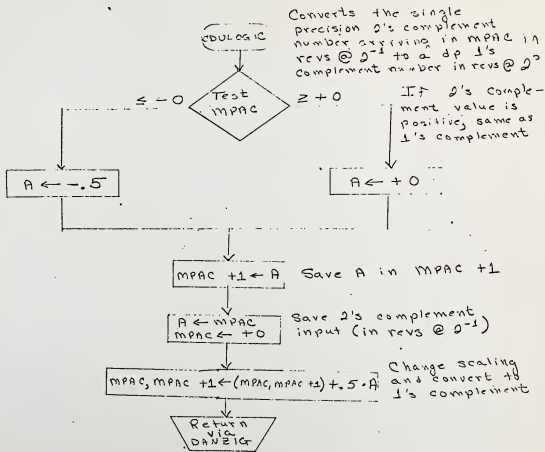 Converts the single
precision 2's complement
number arriving in MPAC in
revs @ 2⁻¹ to a dp 1's
complement number in revs @ 2⁰
CDULOGIC
Test
MPAC
≤ -0
≥ +0
If 2's comple-
ment value is
positive, same as
1's complement
A ← -.5
A ← +0
MPAC +1 ← A
Save A in MPAC +1
A ← MPAC
MPAC ← +0
Save 2's complement
input (in revs @ 2⁻¹)
MPAC, MPAC +1 ← (MPAC, MPAC +1) + .5·A
Change scaling
and convert to
1's complement
Return
via
DANZIG